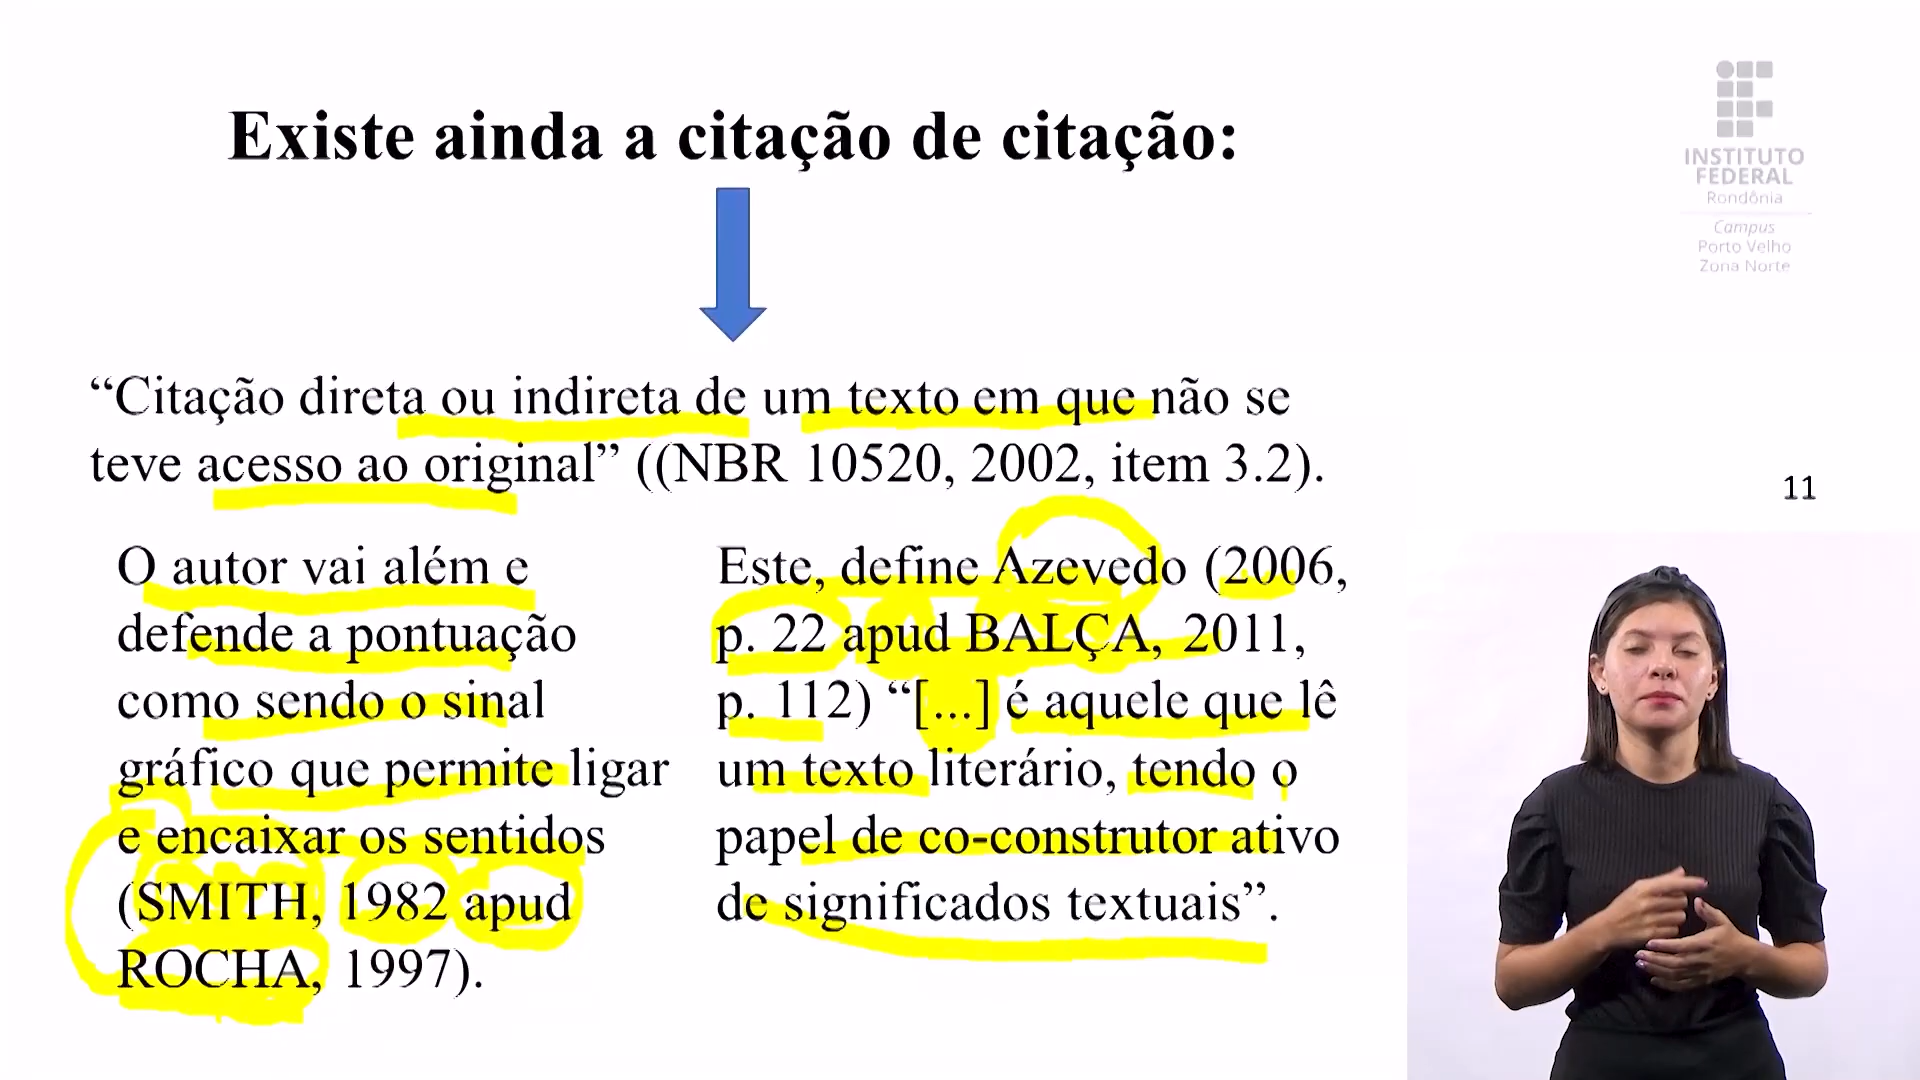 Existe ainda a citação de citação:
INSTITUTO
FEDERAL
Rondônia
Campus
Porto Velho
Zona Norte
“Citação direta ou indireta de um texto em que não se
teve acesso ao original” ((NBR 10520, 2002, item 3.2).
11
O autor vai além e
defende a pontuação
como sendo o sinal
gráfico que permite ligar
e encaixar os sentidos
(SMITH, 1982 apud
ROCHA, 1997).
Este, define Azevedo (2006,
p. 22 apud BALÇA, 2011,
p. 112) “[...] é aquele que lê
um texto literário, tendo o
papel de co-construtor ativo
de significados textuais”.